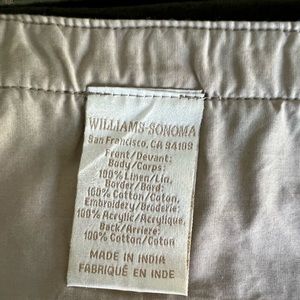 WILLIAMS-SONOMA
San Francisco, CA 94109
Front/Devant:
Body/Corps:
100% Linen/Lin,
Border/Bord:
100% Cotton/Coton,
Embroidery/Broderie:
100% Acrylic/Acrylique,
Back/Arriere:
100% Cotton/Coton
MADE IN INDIA
FABRIQUÉ EN INDE